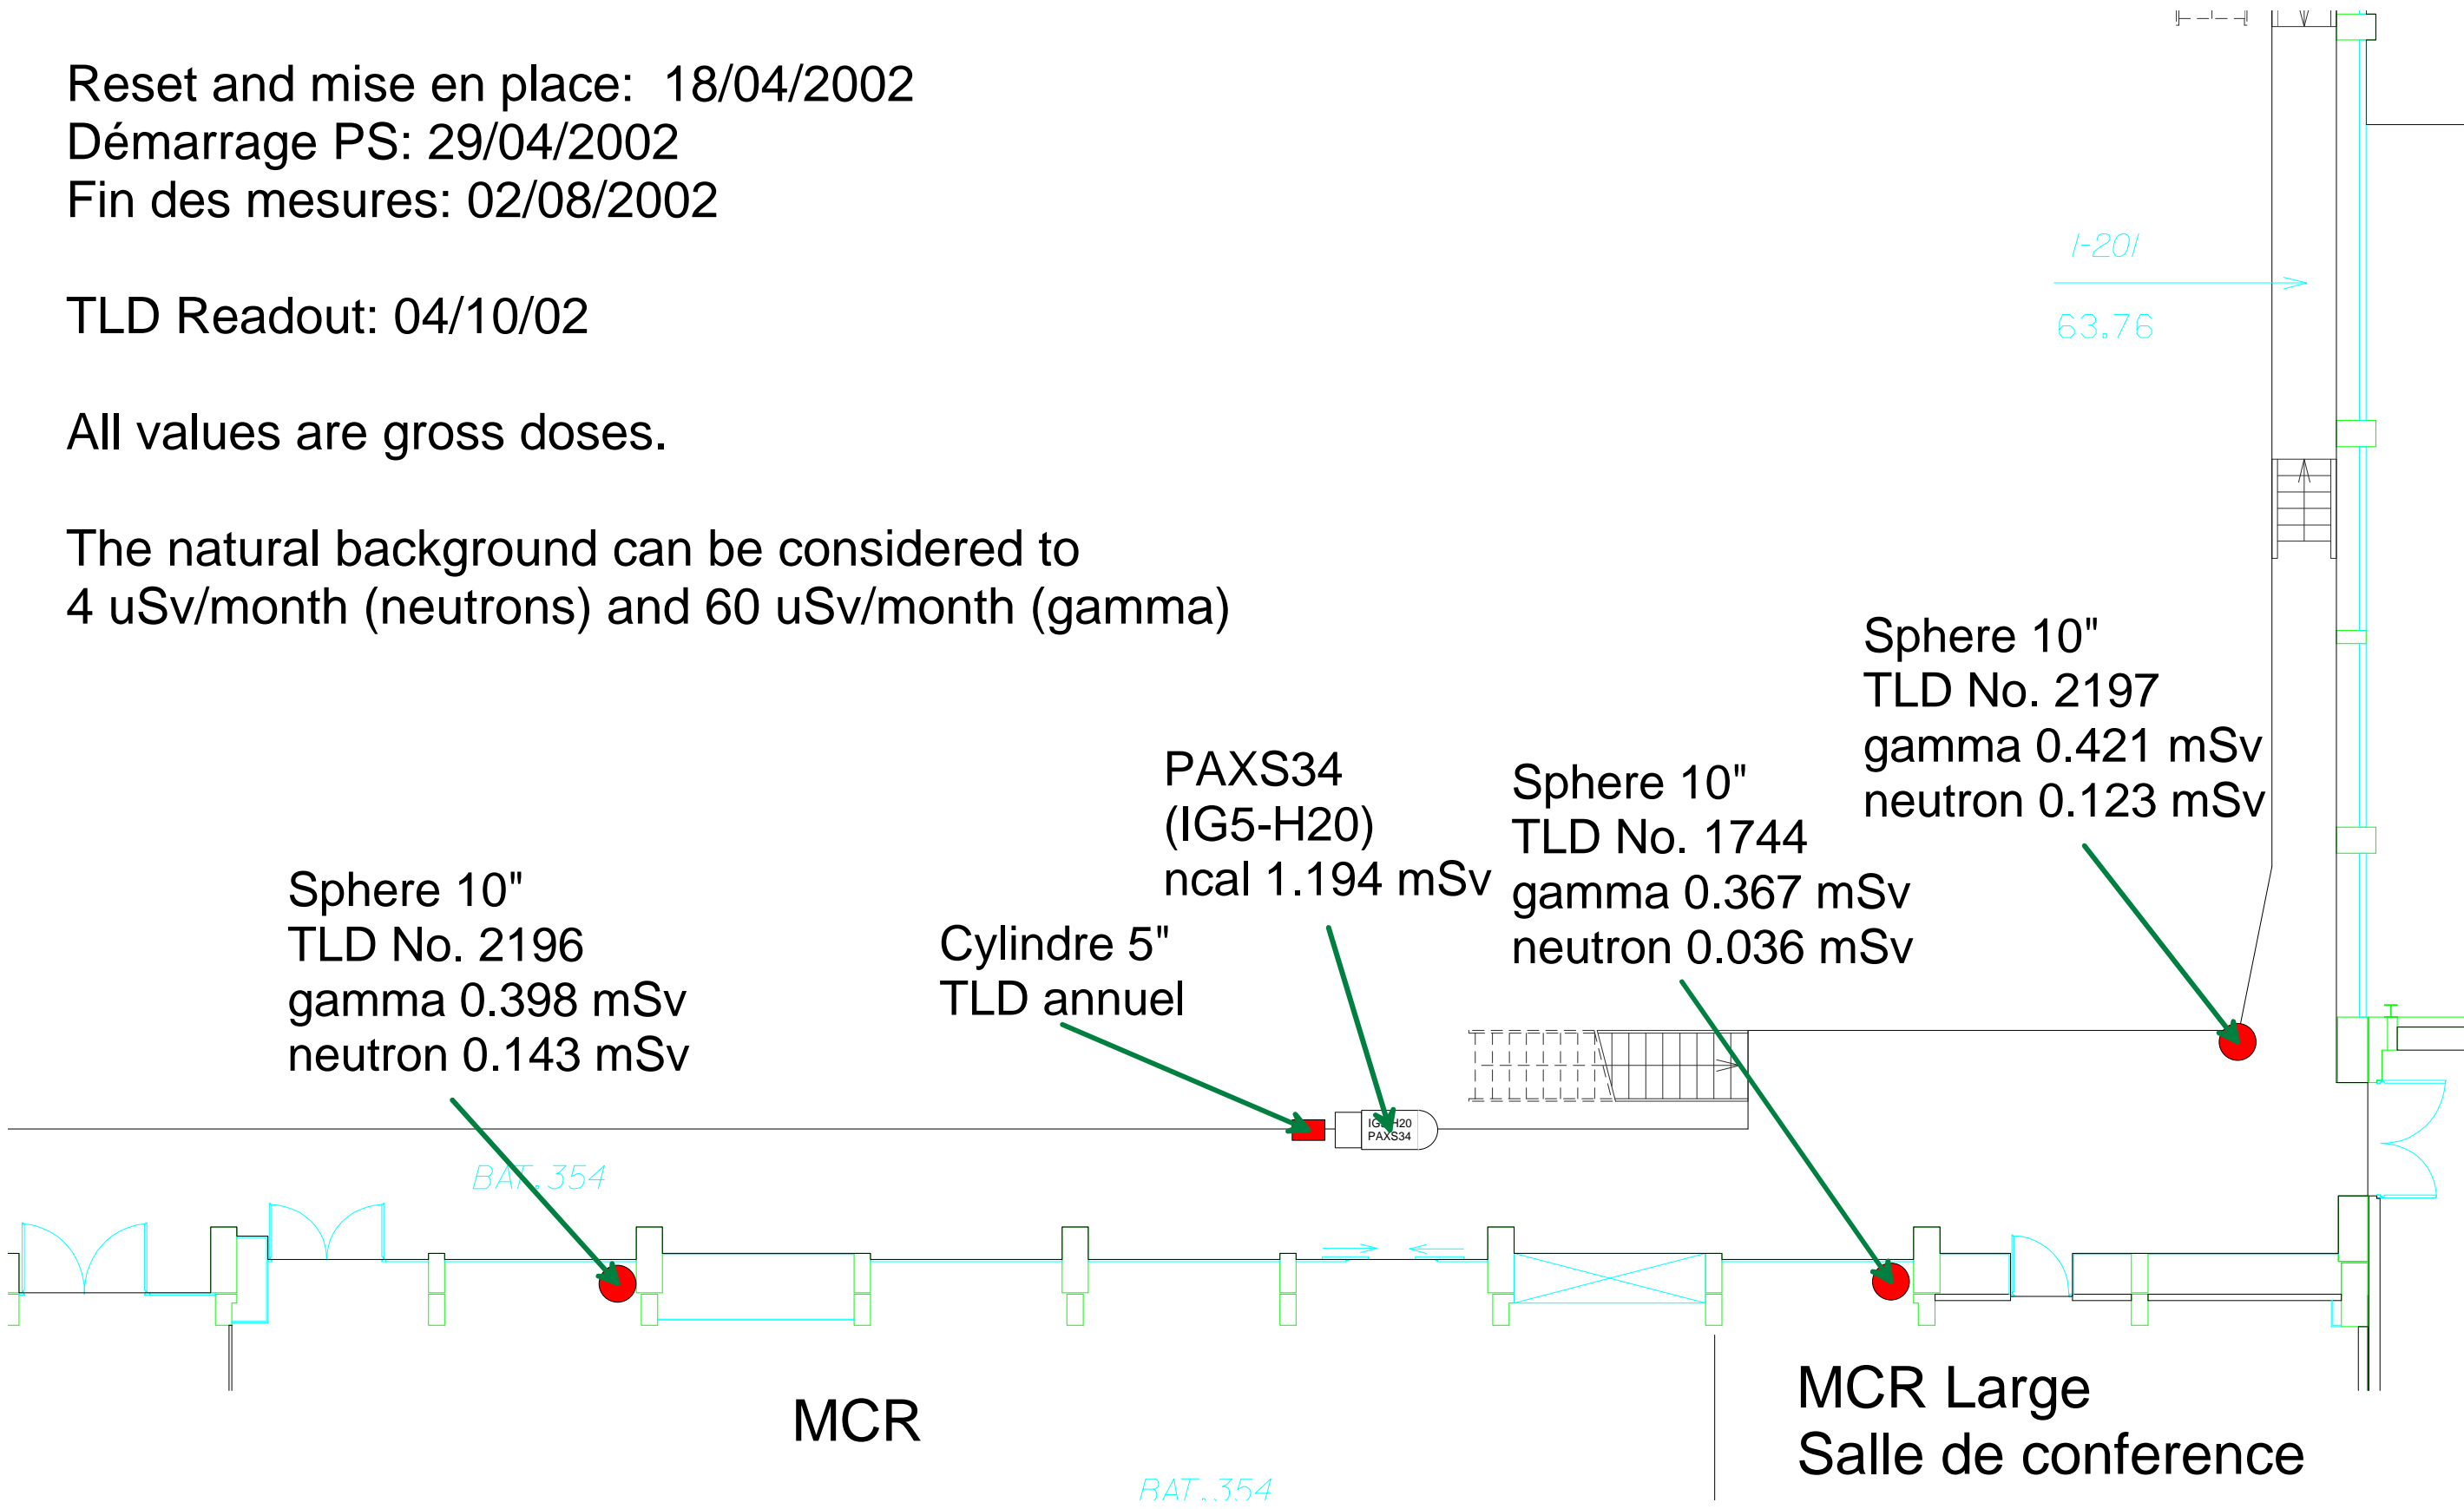 Reset and mise en place:  18/04/2002
Démarrage PS: 29/04/2002
Fin des mesures: 02/08/2002
TLD Readout: 04/10/02
All values are gross doses.
The natural background can be considered to
4 uSv/month (neutrons) and 60 uSv/month (gamma)
/-20/
63.76
Sphere 10"
TLD No. 2197
gamma 0.421 mSv
neutron 0.123 mSv
PAXS34
(IG5-H20)
ncal 1.194 mSv
Sphere 10"
TLD No. 1744
gamma 0.367 mSv
neutron 0.036 mSv
Sphere 10"
TLD No. 2196
gamma 0.398 mSv
neutron 0.143 mSv
Cylindre 5"
TLD annuel
IG5-H20
PAXS34
BAT.354
MCR
MCR Large
Salle de conference
BAT.354